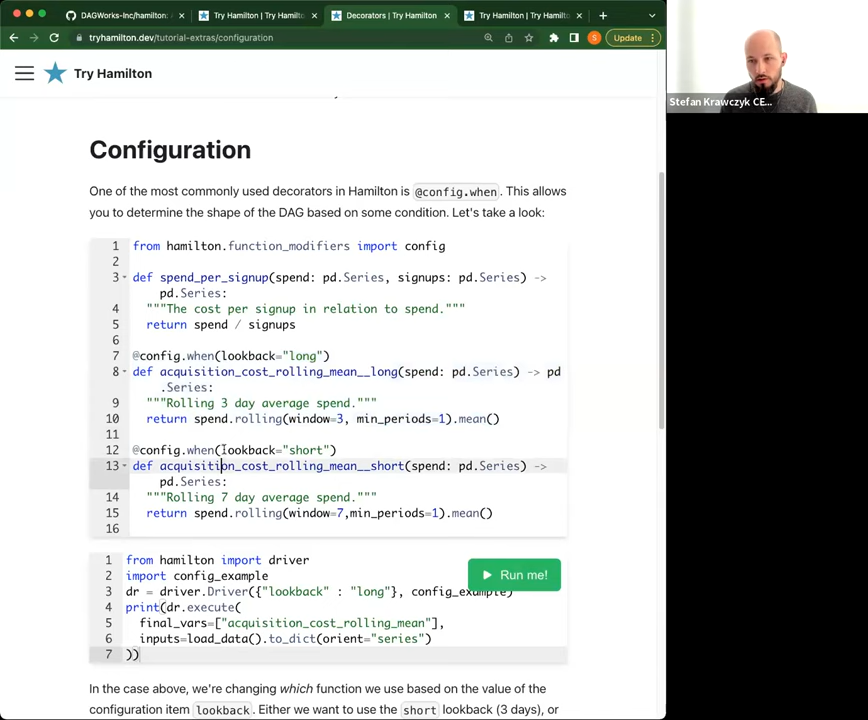 DAGWorks-Inc/hamilton: A
Try Hamilton | Try Hamilton
Decorators | Try Hamilton
Try Hamilton | Try Hamilton
tryhamilton.dev/tutorial-extras/configuration
S
Update
Try Hamilton
Stefan Krawczyk CE...
Configuration
One of the most commonly used decorators in Hamilton is @config.when. This allows
you to determine the shape of the DAG based on some condition. Let's take a look:
1 from hamilton.function_modifiers import config
2
3 def spend_per_signup(spend: pd.Series, signups: pd.Series) ->
pd.Series:
4 """The cost per signup in relation to spend."""
5 return spend / signups
6
7 @config.when(lookback="long")
8 def acquisition_cost_rolling_mean__long(spend: pd.Series) -> pd
.Series:
9 """Rolling 3 day average spend."""
10 return spend.rolling(window=3, min_periods=1).mean()
11
12 @config.when(lookback="short")
13 def acquisition_cost_rolling_mean__short(spend: pd.Series) ->
pd.Series:
14 """Rolling 7 day average spend."""
15 return spend.rolling(window=7,min_periods=1).mean()
16
1 from hamilton import driver
2 import config_example
3 dr = driver.Driver({"lookback" : "long"}, config_example)
Run me!
4 print(dr.execute(
5 final_vars=["acquisition_cost_rolling_mean"],
6 inputs=load_data().to_dict(orient="series")
7 ))
In the case above, we're changing which function we use based on the value of the
configuration item lookback. Either we want to use the short lookback (3 days), or